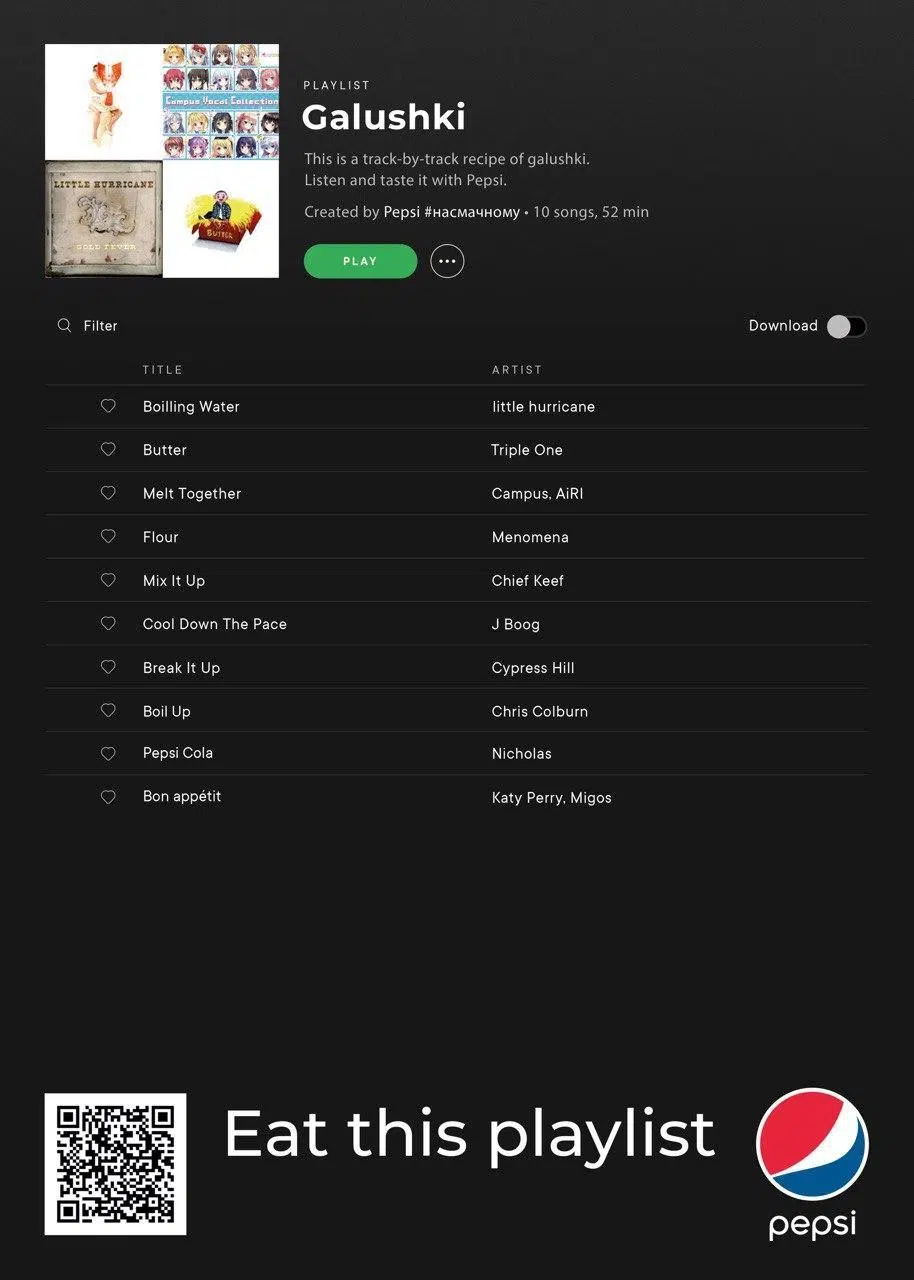 Campus Vocal Collection
LITTLE HURRICANE
GOLD FEVER
BUTTER
PLAYLIST
Galushki
This is a track-by-track recipe of galushki.
Listen and taste it with Pepsi.
Created by Pepsi #насмачному • 10 songs, 52 min
PLAY
Filter
Download
TITLE ARTIST
Boilling Water little hurricane
Butter Triple One
Melt Together Campus, AiRI
Flour Menomena
Mix It Up Chief Keef
Cool Down The Pace J Boog
Break It Up Cypress Hill
Boil Up Chris Colburn
Pepsi Cola Nicholas
Bon appétit Katy Perry, Migos
Eat this playlist
pepsi